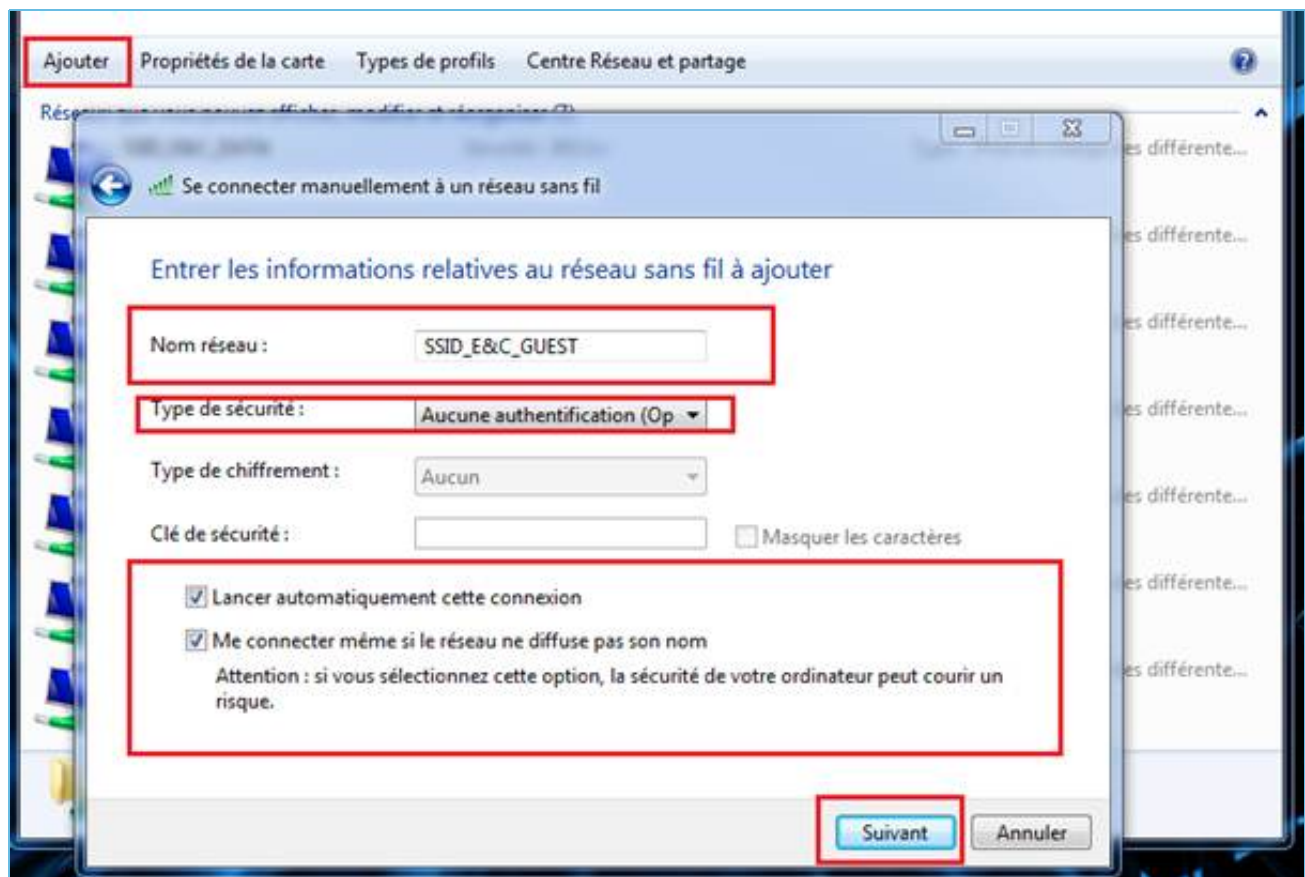 Ajouter Propriétés de la carte Types de profils Centre Réseau et partage
es différente...
Se connecter manuellement à un réseau sans fil
es différente...
Entrer les informations relatives au réseau sans fil à ajouter
es différente...
Nom réseau : SSID_E&C_GUEST
Type de sécurité : Aucune authentification (Op
es différente...
Type de chiffrement : Aucun
es différente...
Clé de sécurité : Masquer les caractères
Lancer automatiquement cette connexion
es différente...
Me connecter même si le réseau ne diffuse pas son nom
Attention : si vous sélectionnez cette option, la sécurité de votre ordinateur peut courir un
risque.
es différente...
Suivant Annuler